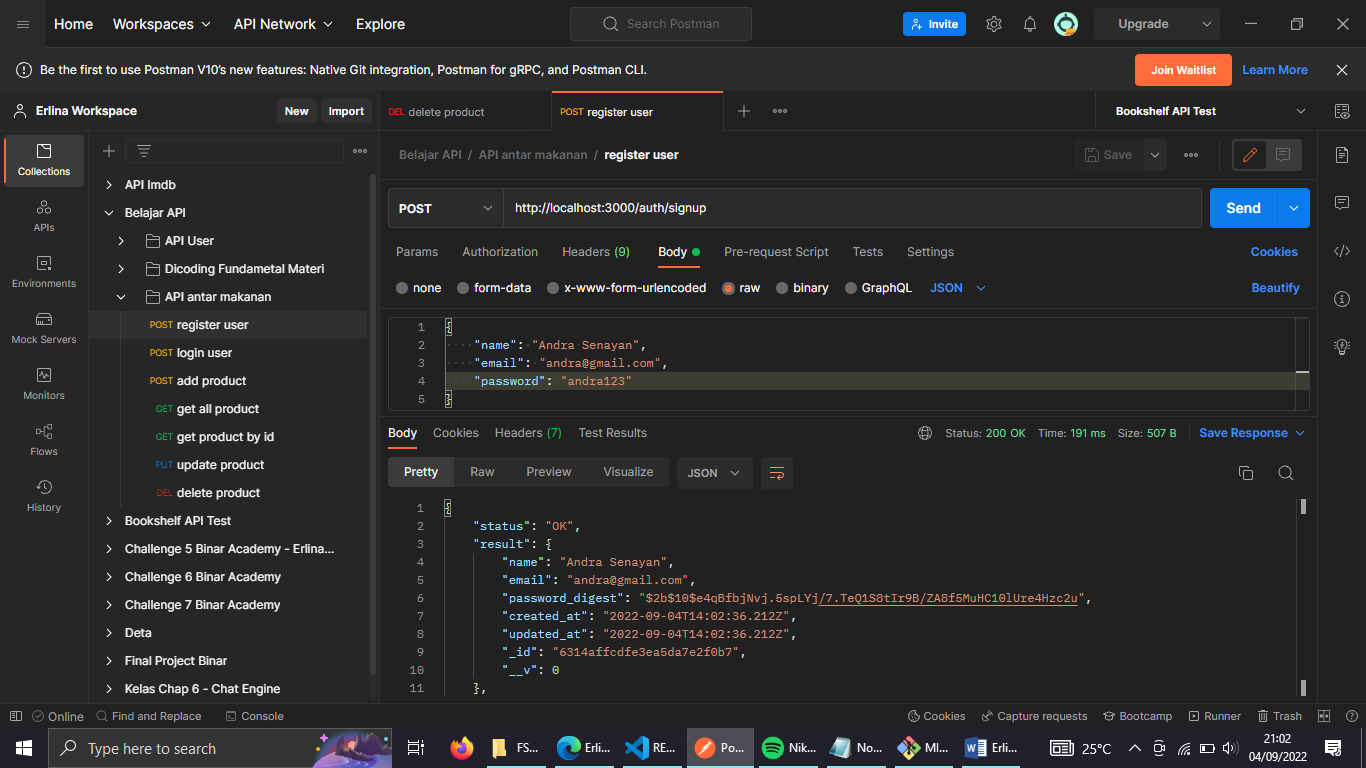 Home Workspaces API Network Explore Search Postman Invite Upgrade
Be the first to use Postman V10's new features: Native Git integration, Postman for gRPC, and Postman CLI. Join Waitlist Learn More
Erlina Workspace New Import
DEL delete product POST register user Bookshelf API Test
Collections
APIs
Environments
Mock Servers
Monitors
Flows
History
API Imdb
Belajar API
API User
Dicoding Fundametal Materi
API antar makanan
POST register user
POST login user
POST add product
GET get all product
GET get product by id
PUT update product
DEL delete product
Bookshelf API Test
Challenge 5 Binar Academy - Erlina...
Challenge 6 Binar Academy
Challenge 7 Binar Academy
Deta
Final Project Binar
Kelas Chap 6 - Chat Engine
Belajar API / API antar makanan / register user Save
POST http://localhost:3000/auth/signup Send
Params Authorization Headers (9) Body Pre-request Script Tests Settings Cookies
none form-data x-www-form-urlencoded raw binary GraphQL JSON Beautify
1 {
2 "name": "Andra Senayan",
3 "email": "andra@gmail.com",
4 "password": "andra123"
5 }
Body Cookies Headers (7) Test Results Status: 200 OK Time: 191 ms Size: 507 B Save Response
Pretty Raw Preview Visualize JSON
1 {
2 "status": "OK",
3 "result": {
4 "name": "Andra Senayan",
5 "email": "andra@gmail.com",
6 "password_digest": "$2b$10$e4qBfbjNvj.5spLYj/7.TeQ1S8tIr9B/ZA8f5MuHC10lUre4Hzc2u",
7 "created_at": "2022-09-04T14:02:36.212Z",
8 "updated_at": "2022-09-04T14:02:36.212Z",
9 "_id": "6314affcdfe3ea5da7e2f0b7",
10 "__v": 0
11 },
Online Find and Replace Console Cookies Capture requests Bootcamp Runner Trash
Type here to search FS... Erli... RE... Po... Nik... No... MI... Erli... 25°C 21:02
04/09/2022